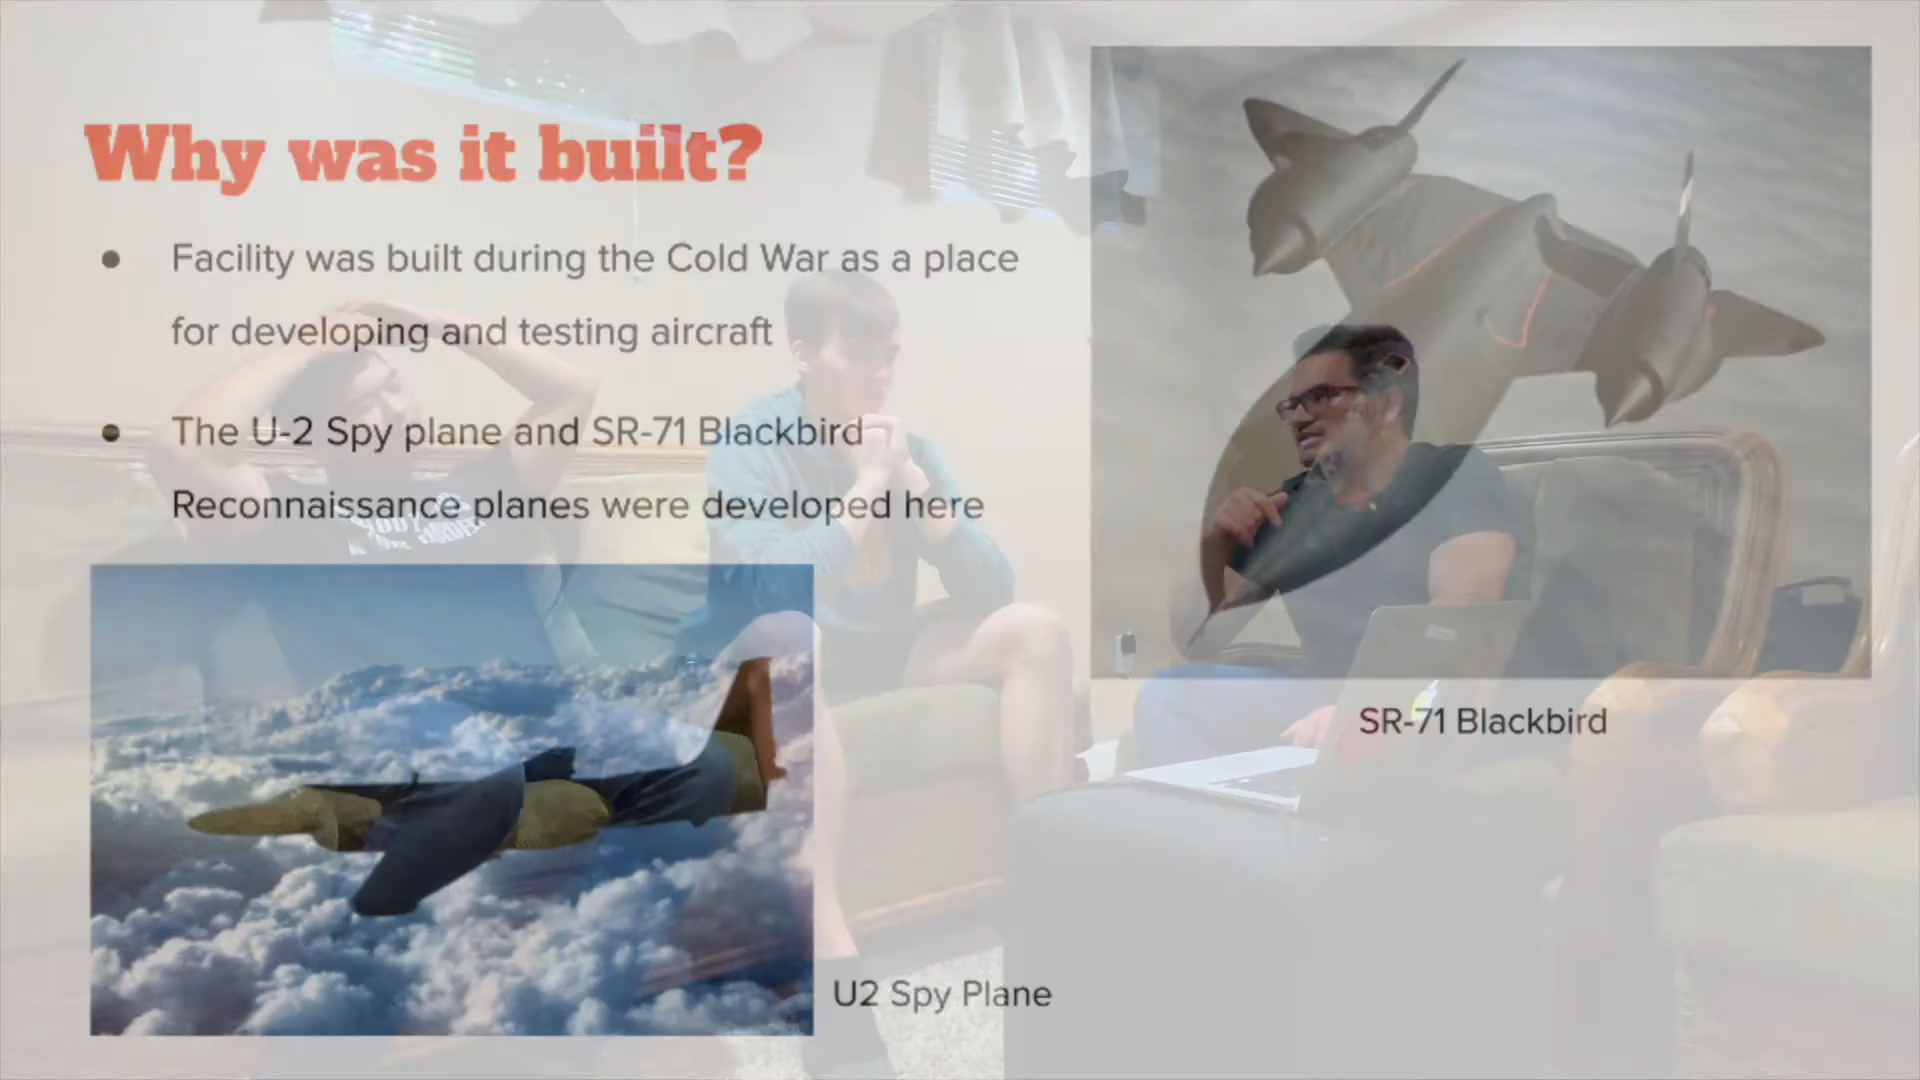 Why was it built?
Facility was built during the Cold War as a place
for developing and testing aircraft
The U-2 Spy plane and SR-71 Blackbird
Reconnaissance planes were developed here
SR-71 Blackbird
U2 Spy Plane